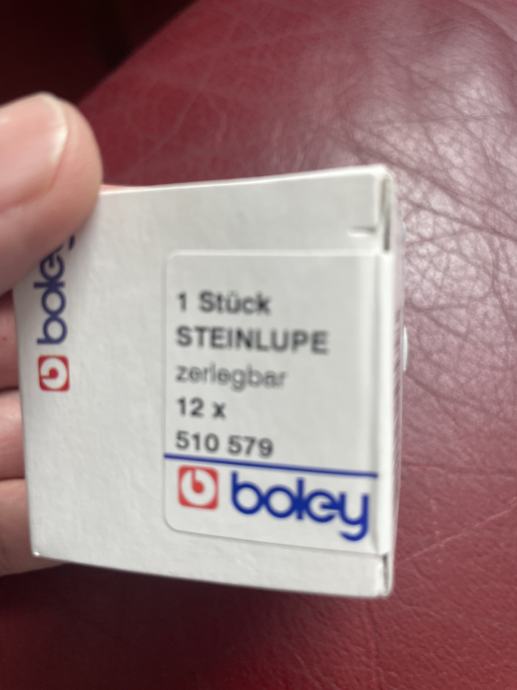 boley
1 Stück
STEINLUPE
zerlegbar
12 x
510 579
boley